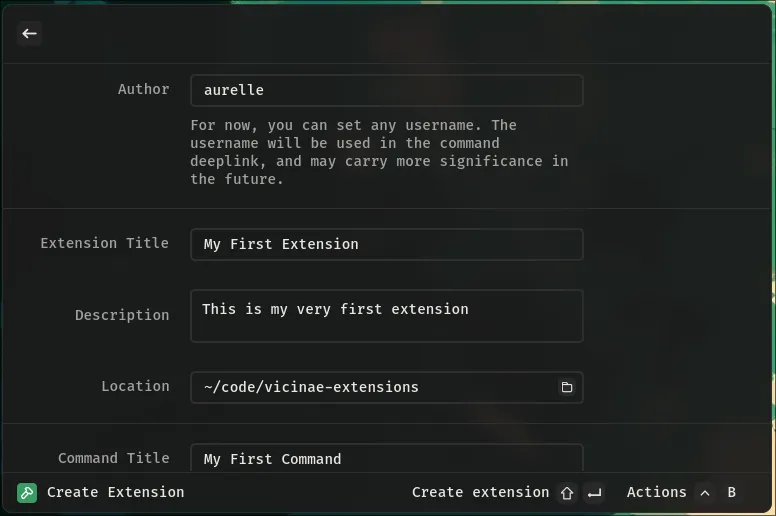 Author
aurelle
For now, you can set any username. The
username will be used in the command
deeplink, and may carry more significance in
the future.
Extension Title
My First Extension
Description
This is my very first extension
Location
~/code/vicinae-extensions
Command Title
My First Command
Create Extension
Create extension
Actions
B